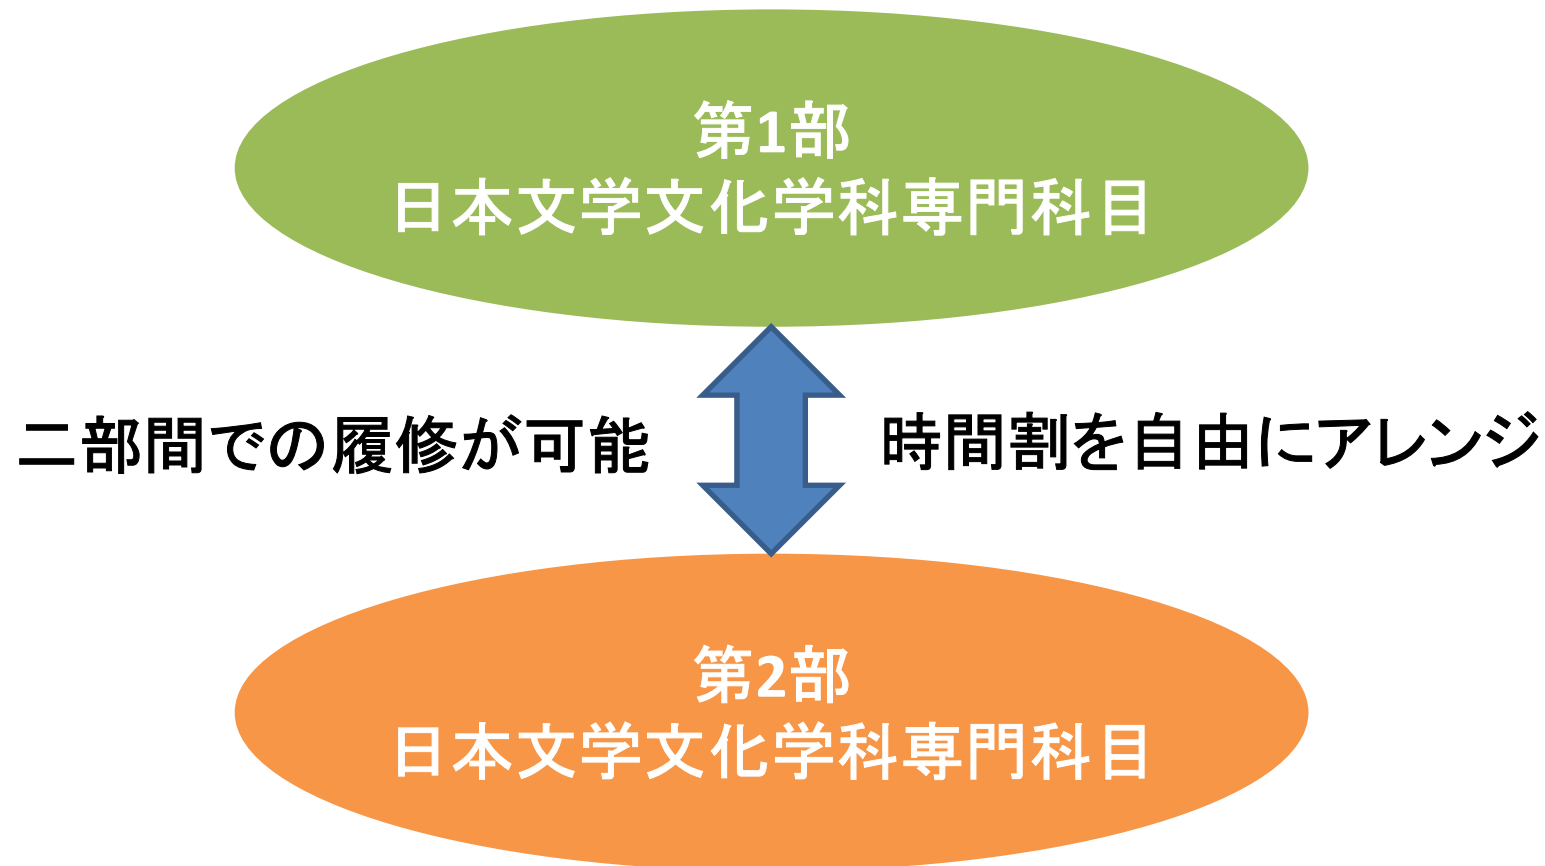 第1部
日本文学文化学科専門科目
二部間での履修が可能
時間割を自由にアレンジ
第2部
日本文学文化学科専門科目